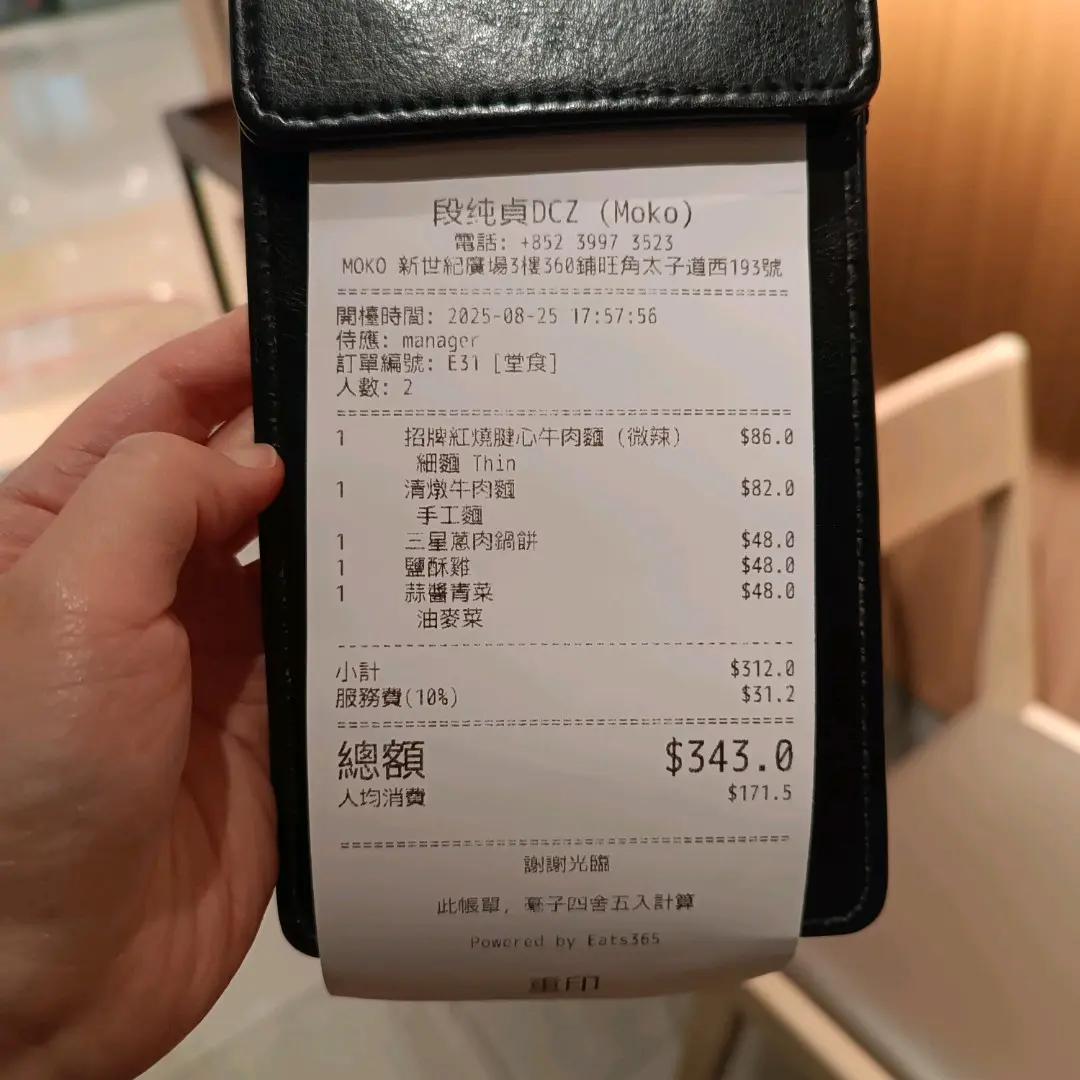 段純貞DCZ (Moko)
電話: +852 3997 3523
MOKO 新世紀廣場3樓360鋪旺角太子道西193號
開檯時間: 2025-08-25 17:57:56
侍應: manager
訂單編號: E31 [堂食]
人數: 2
1 招牌紅燒腱心牛肉麵 (微辣) $86.0
細麵 Thin
1 清燉牛肉麵 $82.0
手工麵
1 三星蔥肉鍋餅 $48.0
1 鹽酥雞 $48.0
1 蒜醬青菜 $48.0
油麥菜
小計 $312.0
服務費(10%) $31.2
總額 $343.0
人均消費 $171.5
謝謝光臨
此帳單, 毫子四舍五入計算
Powered by Eats365
重印